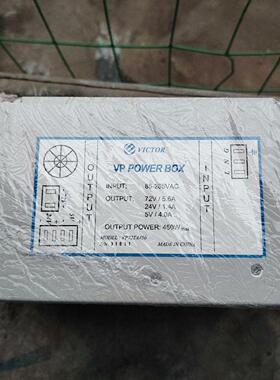 VICTOR
VP POWER BOX
INPUT: 85-265VAC
OUTPUT: 72V / 5.6A
24V / 1.4A
5V / 4.0A
OUTPUT POWER: 450W
MADE IN CHINA
OUTPUT
INPUT
L N G